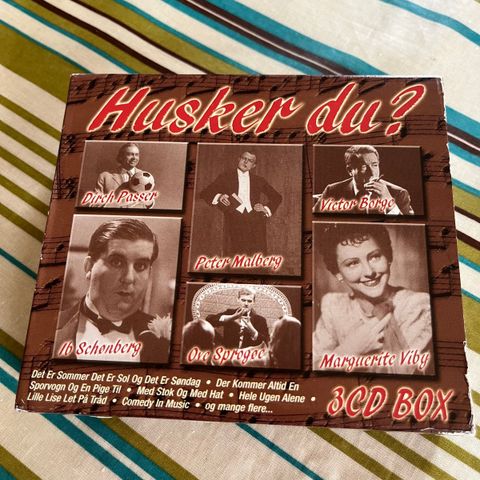 Husker du?
Dirch Passer
Peter Malberg
Victor Borge
Ib Schønberg
Ove Sprogøe
Marguerite Viby
Det Er Sommer Det Er Sol Og Det Er Søndag • Der Kommer Altid En
Sporvogn Og En Pige Til • Med Stok Og Med Hat • Hele Ugen Alene •
Lille Lise Let På Tråd • Comedy In Music • og mange flere...
3CD BOX